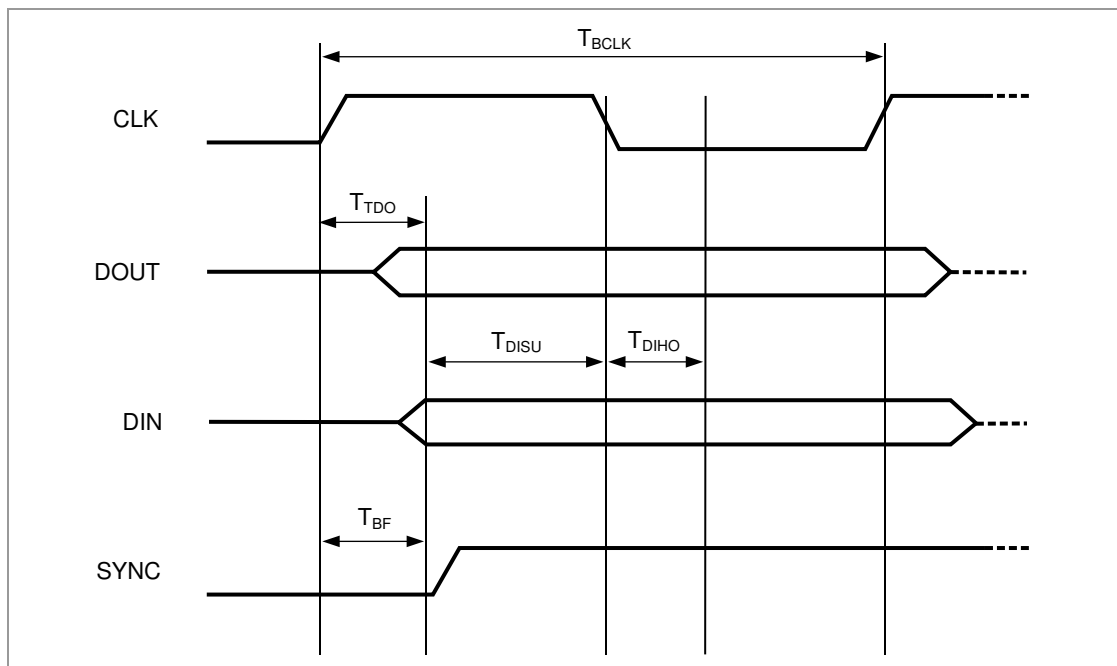 T_BCLK
CLK
T_TDO
DOUT
T_DISU
T_DIHO
DIN
T_BF
SYNC